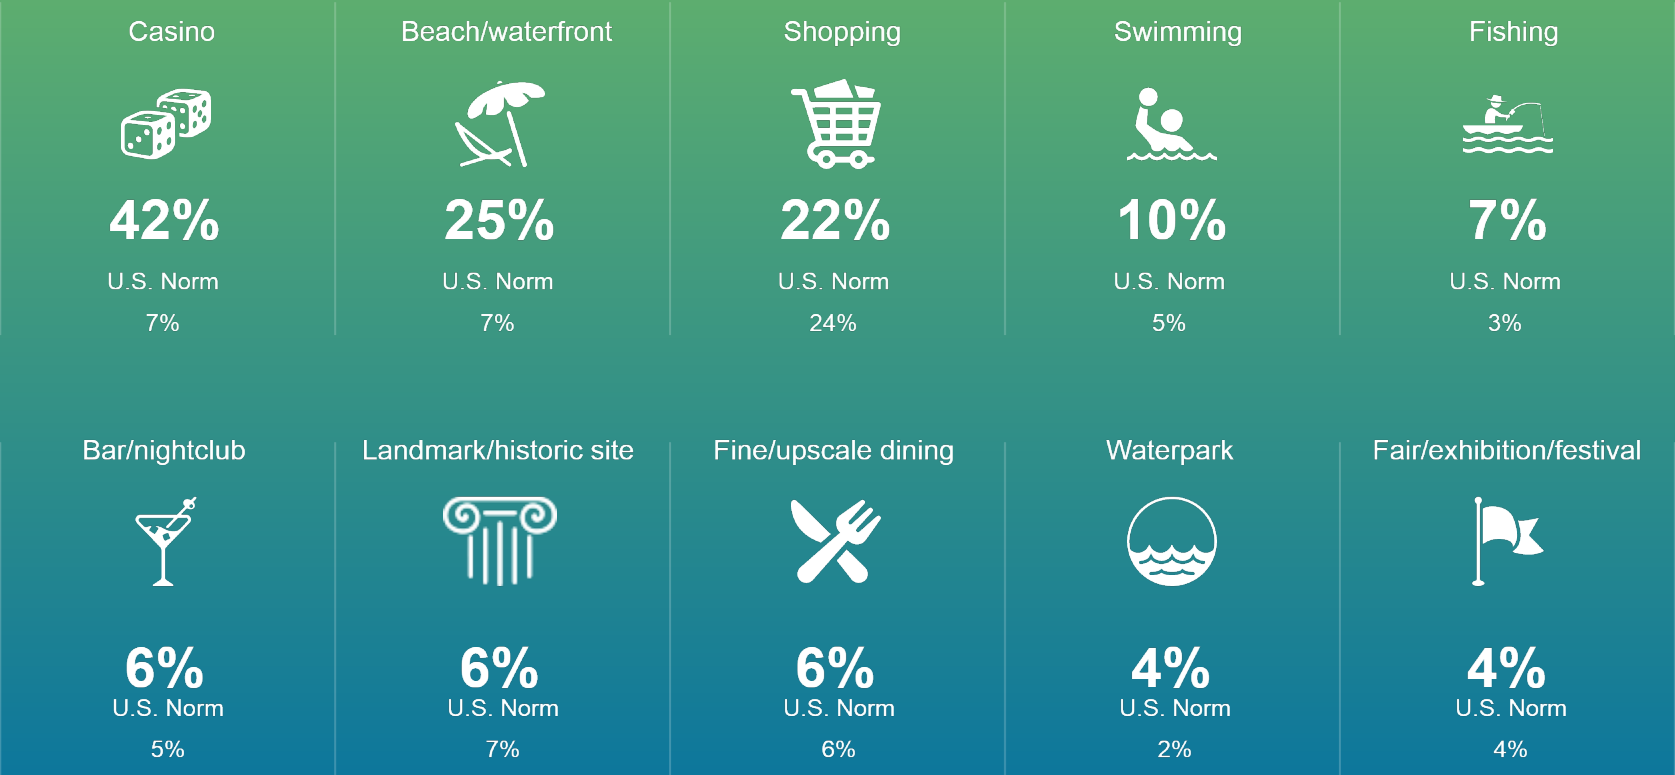 Casino
42%
U.S. Norm
7%
Beach/waterfront
25%
U.S. Norm
7%
Shopping
22%
U.S. Norm
24%
Swimming
10%
U.S. Norm
5%
Fishing
7%
U.S. Norm
3%
Bar/nightclub
6%
U.S. Norm
5%
Landmark/historic site
6%
U.S. Norm
7%
Fine/upscale dining
6%
U.S. Norm
6%
Waterpark
4%
U.S. Norm
2%
Fair/exhibition/festival
4%
U.S. Norm
4%